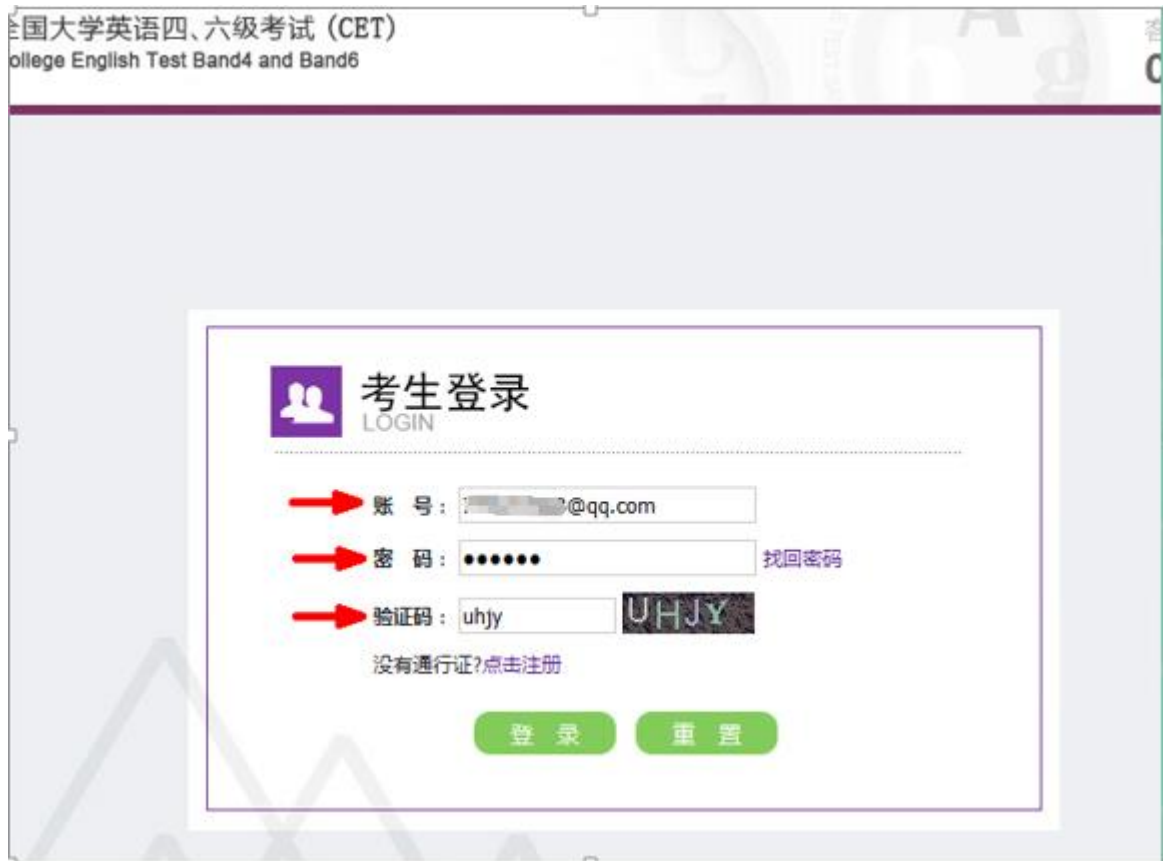 全国大学英语四、六级考试 (CET)
ollege English Test Band4 and Band6
考生登录
LOGIN
账 号: @qq.com
密 码: ●●●●●● 找回密码
验证码: uhjy UHJY
没有通行证?点击注册
登 录 重 置